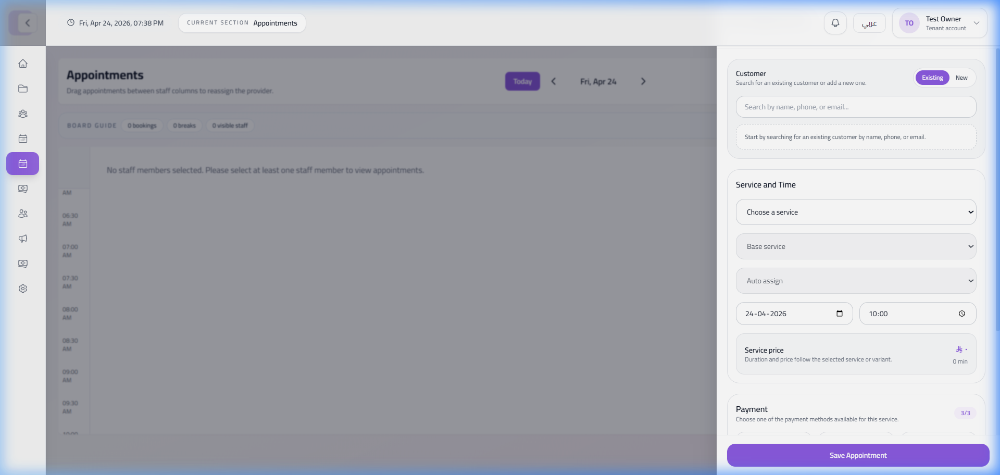 Fri, Apr 24, 2026, 07:38 PM
CURRENT SECTION Appointments
عربي
TO
Test Owner
Tenant account
Appointments
Drag appointments between staff columns to reassign the provider.
Today
Fri, Apr 24
BOARD GUIDE
0 bookings
0 breaks
0 visible staff
No staff members selected. Please select at least one staff member to view appointments.
AM
06:30
AM
07:00
AM
07:30
AM
08:00
AM
08:30
AM
09:00
AM
09:30
AM
10:00
Customer
Search for an existing customer or add a new one.
Existing
New
Search by name, phone, or email...
Start by searching for an existing customer by name, phone, or email.
Service and Time
Choose a service
Base service
Auto assign
24-04-2026
10:00
Service price
Duration and price follow the selected service or variant.
0 min
Payment
Choose one of the payment methods available for this service.
3/3
Save Appointment